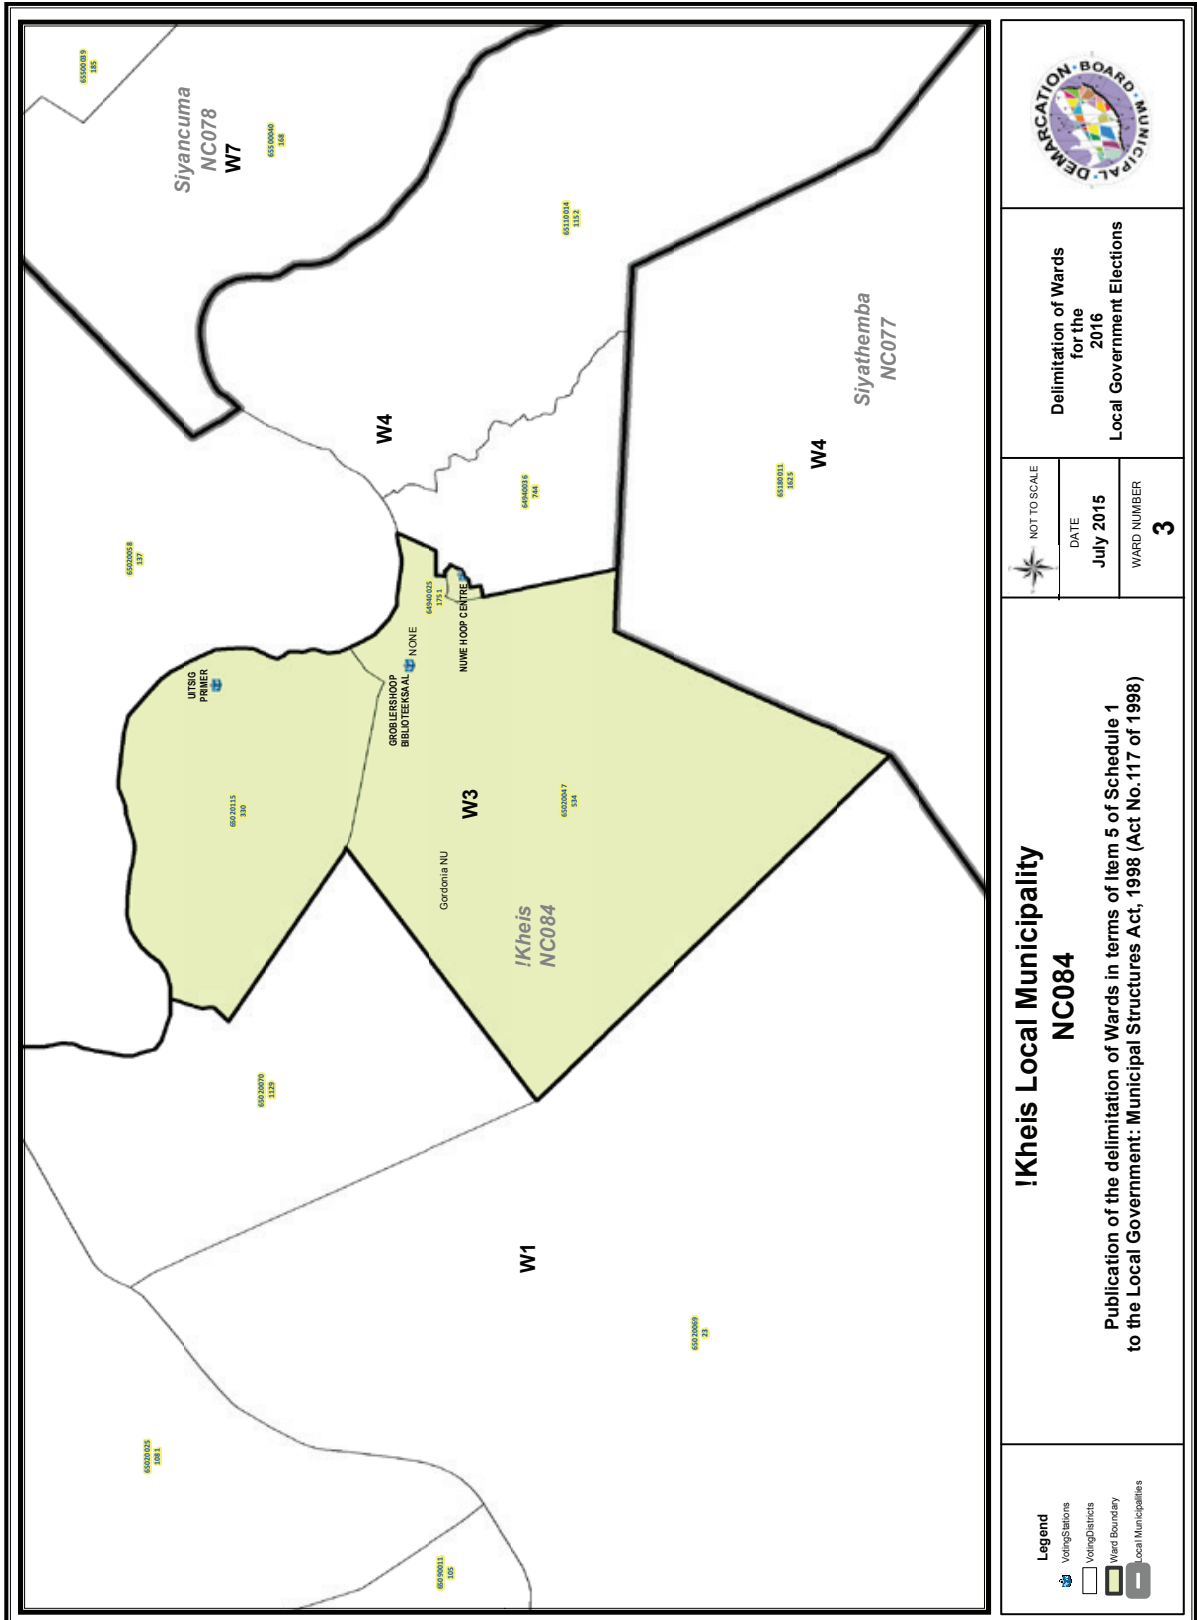 65500039
185
Siyancuma
NC078
W7
65500040
168
65110014
1152
Siyathemba
NC077
W4
65180011
1625
W4
64940036
744
65020058
137
64940025
1751
NUWE HOOP CENTRE
NONE
GROBLERSHOOP
BIBLIOTEEKSAAL
UITSIG
PRIMER
65020115
330
W3
65020047
534
Gordonia NU
!Kheis
NC084
65020070
1129
W1
65020069
23
65020025
1081
65090011
105
Legend
VotingStations
VotingDistricts
Ward Boundary
Local Municipalities
!Kheis Local Municipality
NC084
Publication of the delimitation of Wards in terms of Item 5 of Schedule 1
to the Local Government: Municipal Structures Act, 1998 (Act No.117 of 1998)
NOT TO SCALE
DATE
July 2015
WARD NUMBER
3
Delimitation of Wards
for the
2016
Local Government Elections
MUNICIPAL · DEMARCATION · BOARD